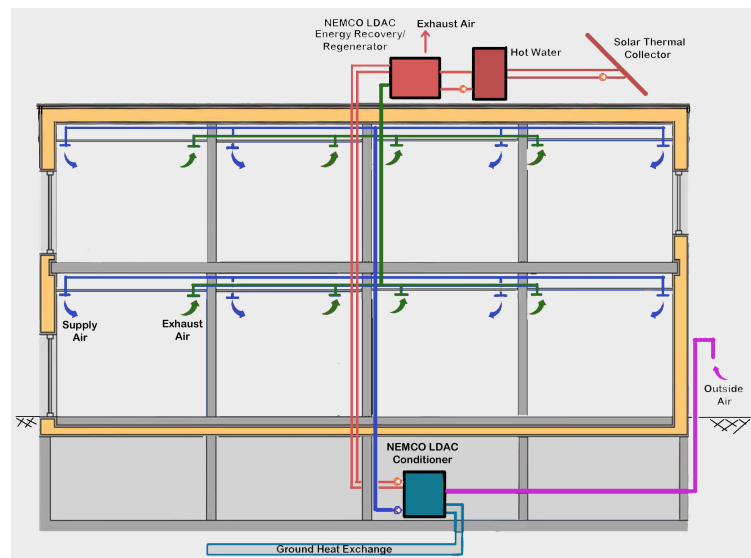 NEMCO LDAC
Energy Recovery/
Regenerator
Exhaust Air
Hot Water
Solar Thermal
Collector
Supply
Air
Exhaust
Air
Outside
Air
NEMCO LDAC
Conditioner
Ground Heat Exchange